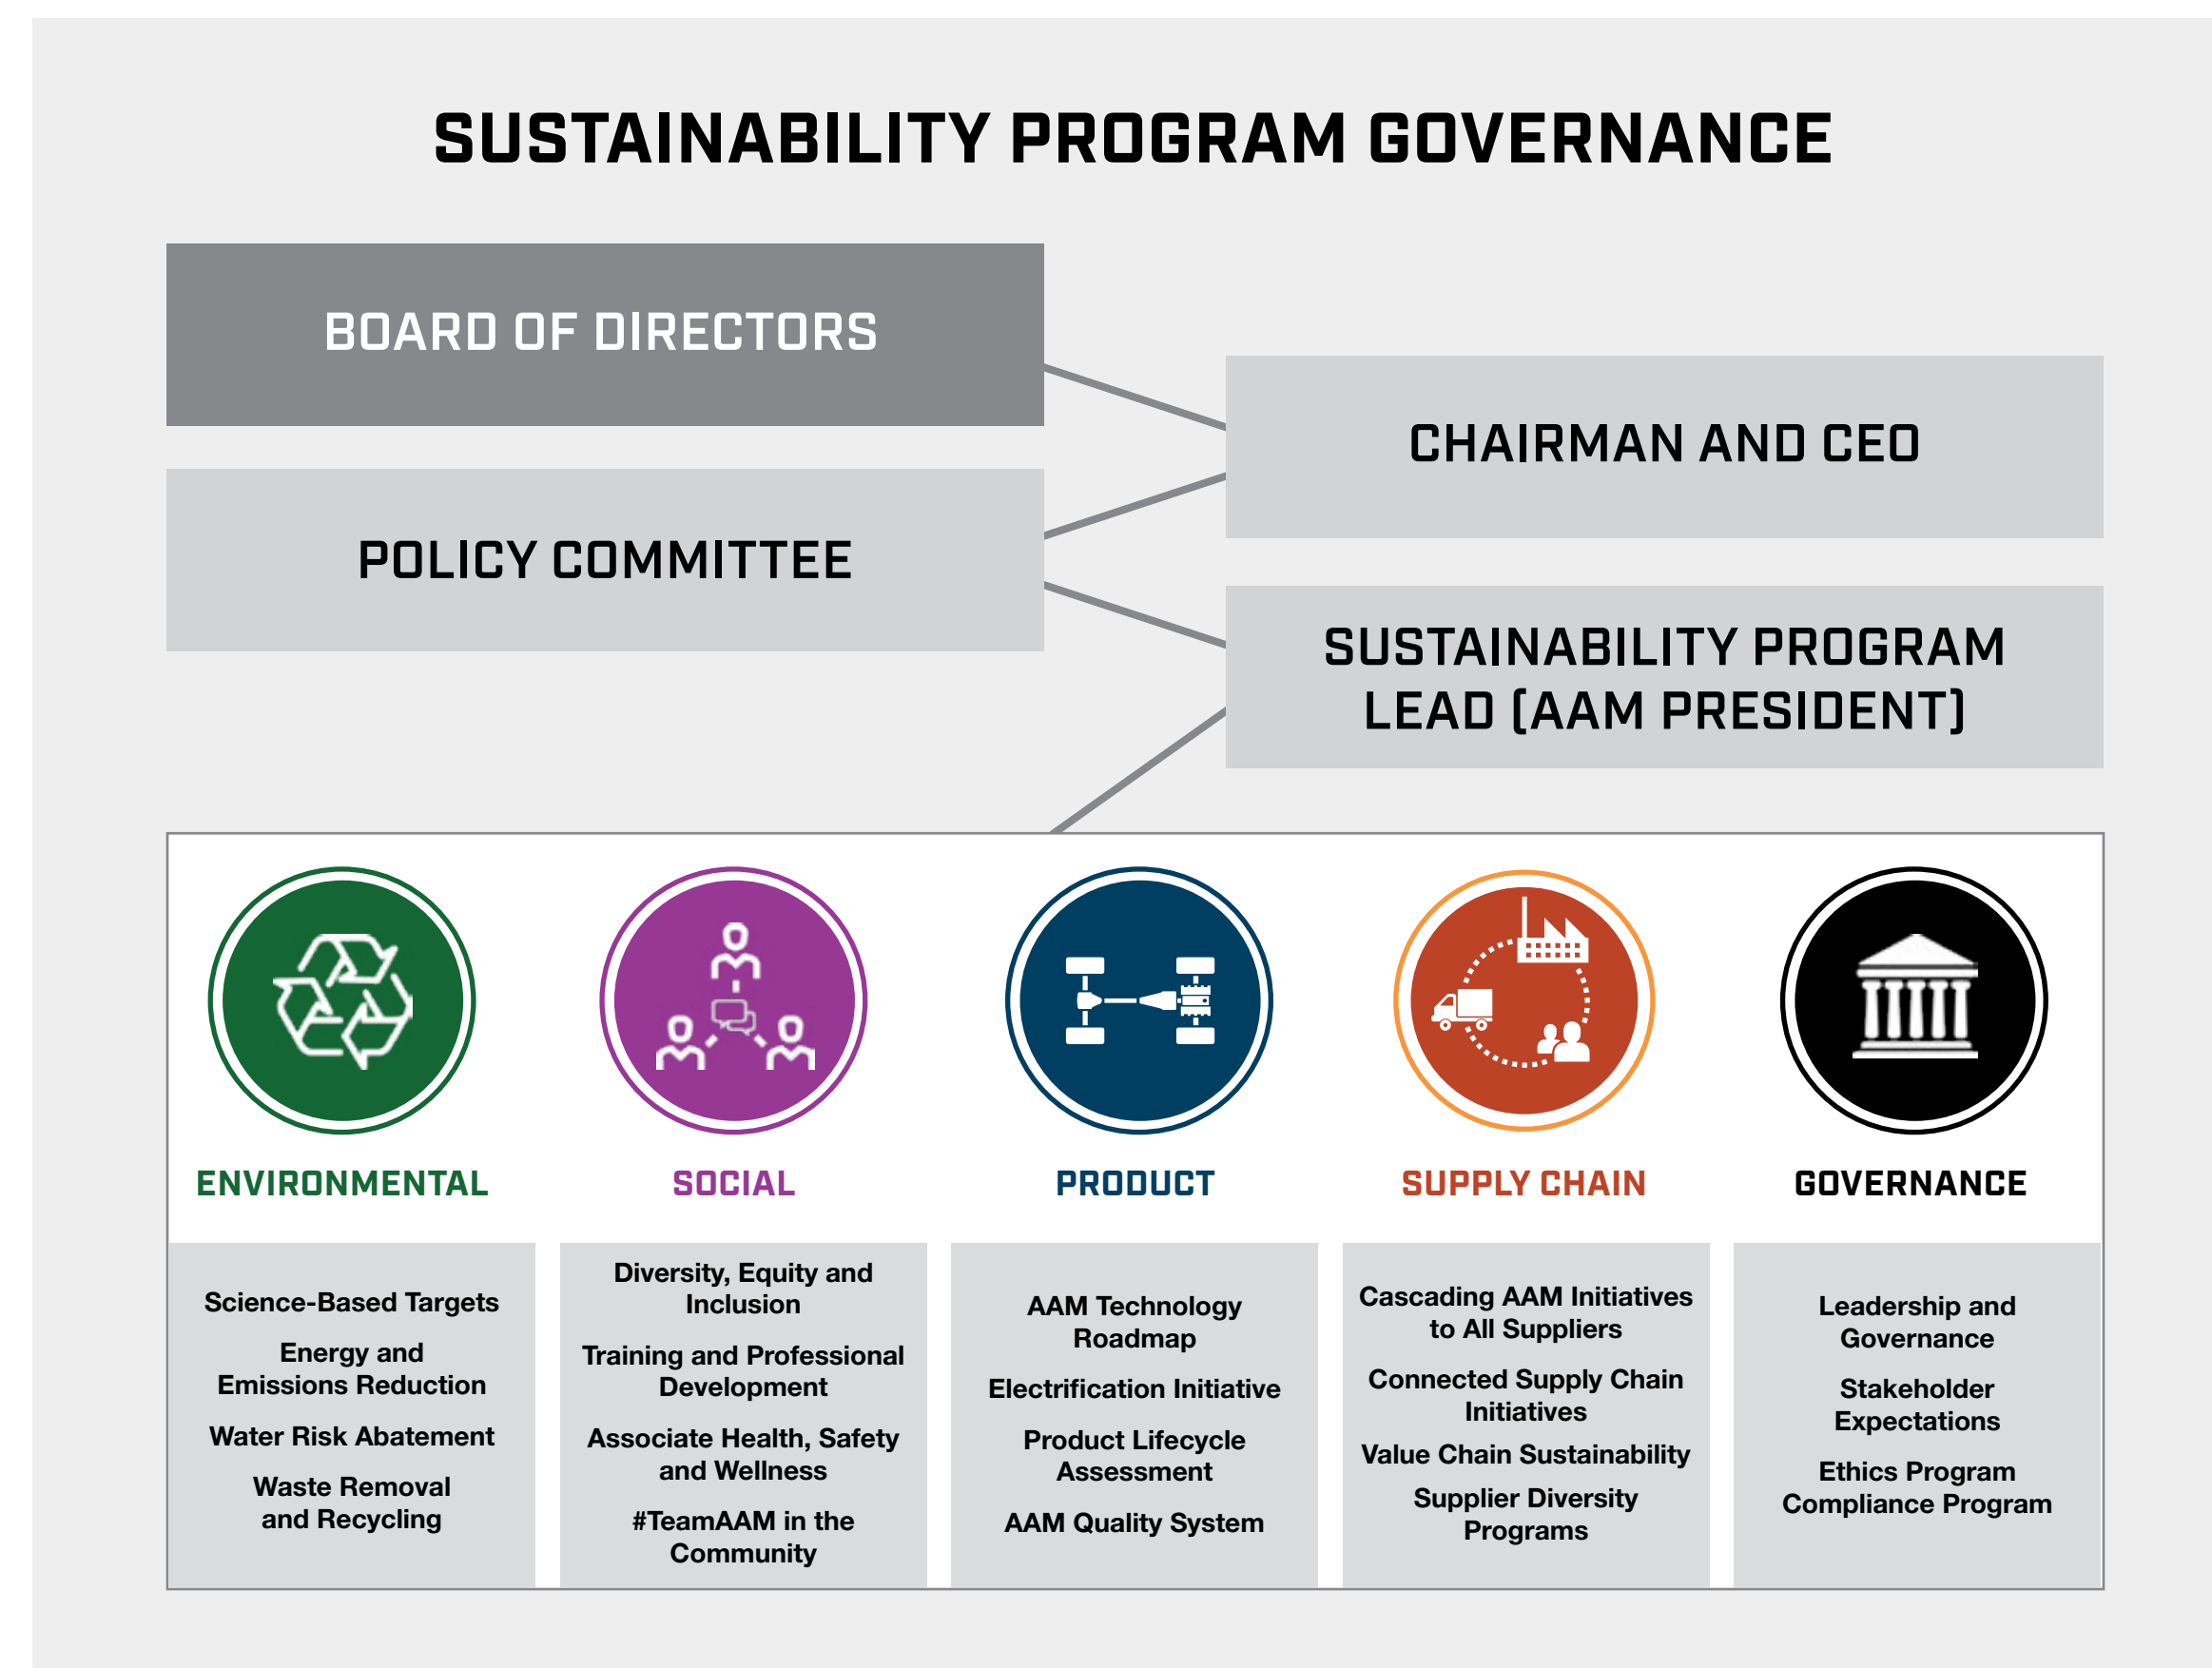 SUSTAINABILITY PROGRAM GOVERNANCE
BOARD OF DIRECTORS
CHAIRMAN AND CEO
POLICY COMMITTEE
SUSTAINABILITY PROGRAM
LEAD (AAM PRESIDENT)
ENVIRONMENTAL
Science-Based Targets
Energy and
Emissions Reduction
Water Risk Abatement
Waste Removal
and Recycling
SOCIAL
Diversity, Equity and
Inclusion
Training and Professional
Development
Associate Health, Safety
and Wellness
#TeamAAM in the
Community
PRODUCT
AAM Technology
Roadmap
Electrification Initiative
Product Lifecycle
Assessment
AAM Quality System
SUPPLY CHAIN
Cascading AAM Initiatives
to All Suppliers
Connected Supply Chain
Initiatives
Value Chain Sustainability
Supplier Diversity
Programs
GOVERNANCE
Leadership and
Governance
Stakeholder
Expectations
Ethics Program
Compliance Program